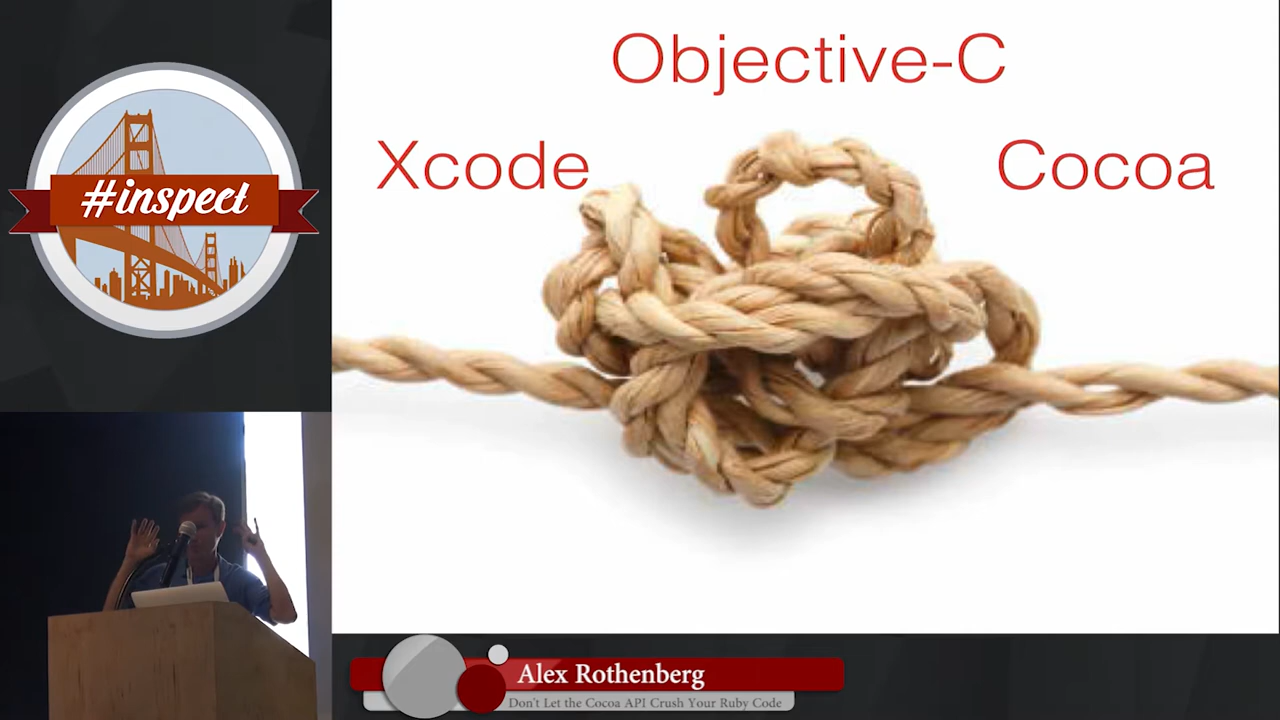 Objective-C
Xcode
Cocoa
#inspect
Alex Rothenberg
Don't Let the Cocoa API Crush Your Ruby Code